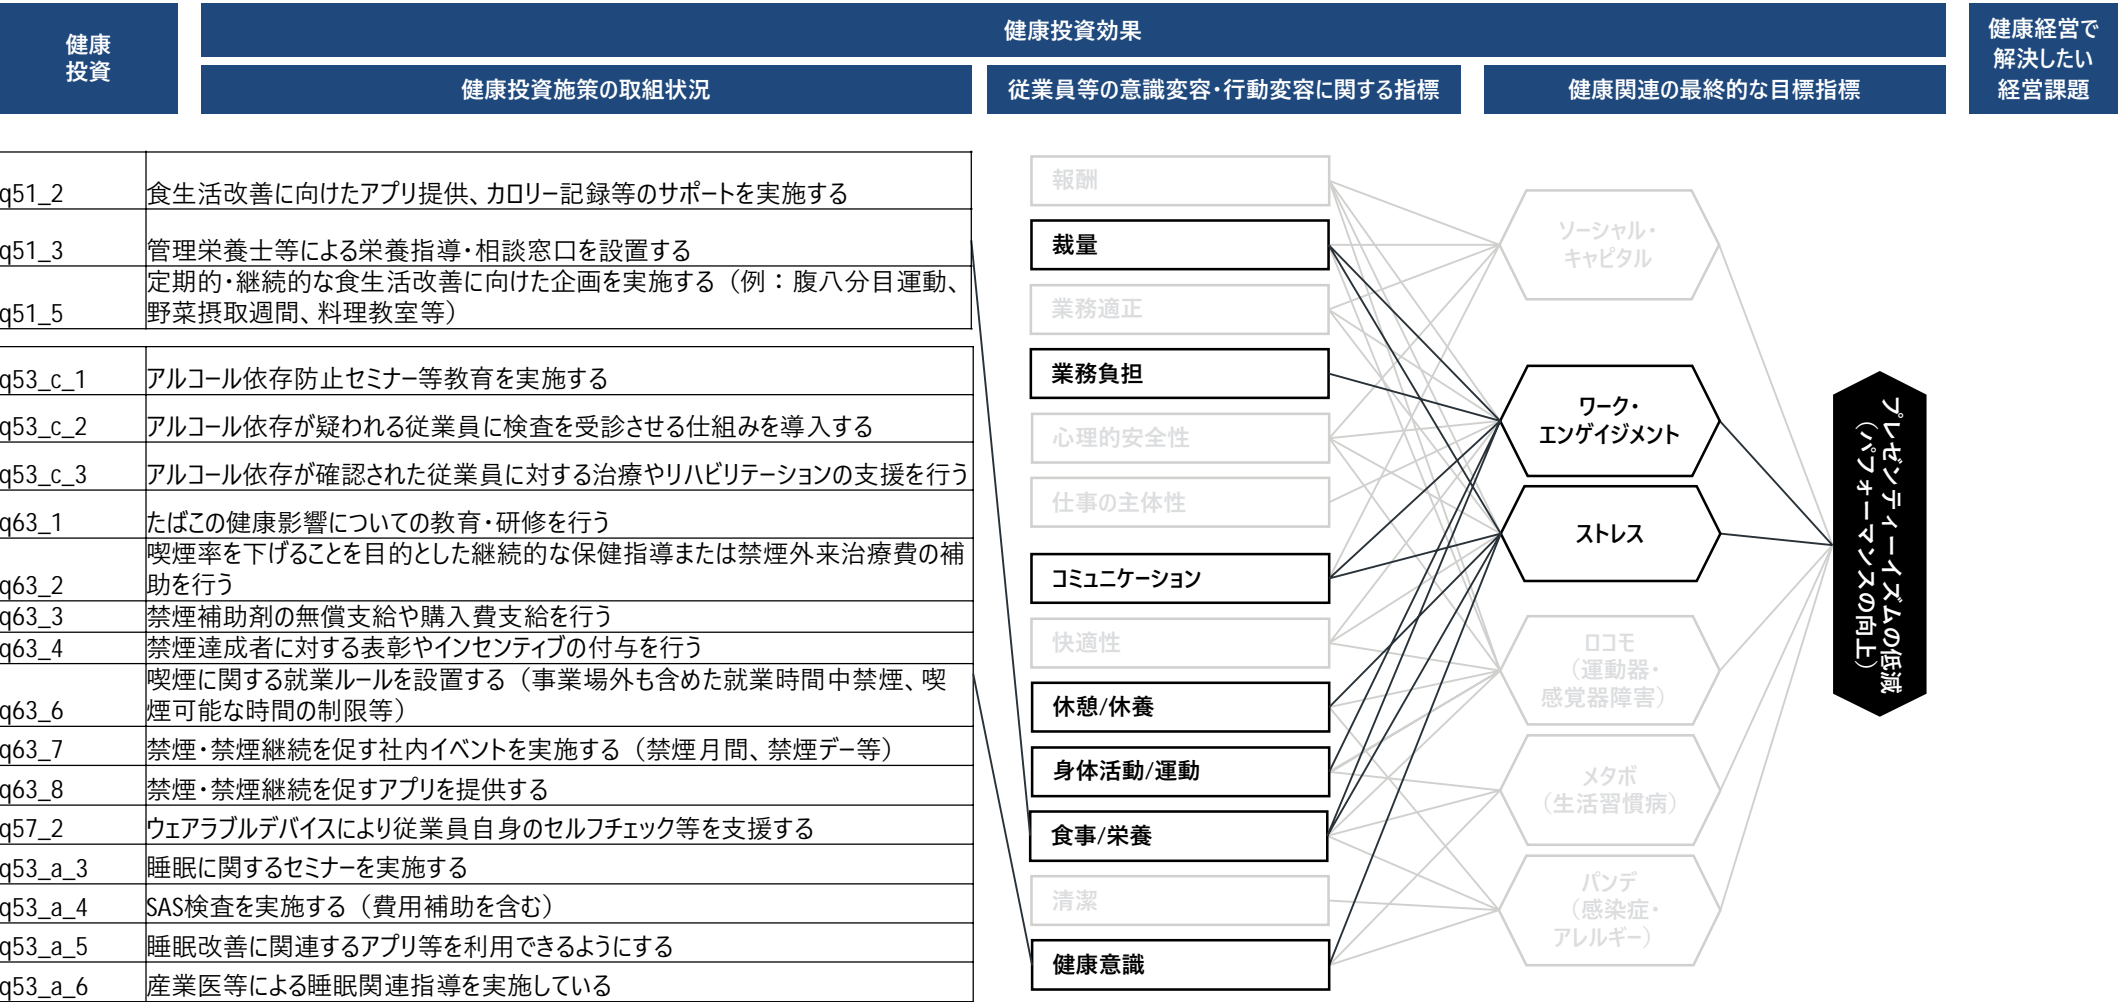 健康
投資
健康投資効果
健康経営で
解決したい
経営課題
健康投資施策の取組状況
従業員等の意識変容・行動変容に関する指標
健康関連の最終的な目標指標
q51_2 食生活改善に向けたアプリ提供、カロリー記録等のサポートを実施する
q51_3 管理栄養士等による栄養指導・相談窓口を設置する
定期的・継続的な食生活改善に向けた企画を実施する（例：腹八分目運動、
q51_5 野菜摂取週間、料理教室等）
q53_c_1 アルコール依存防止セミナー等教育を実施する
q53_c_2 アルコール依存が疑われる従業員に検査を受診させる仕組みを導入する
q53_c_3 アルコール依存が確認された従業員に対する治療やリハビリテーションの支援を行う
q63_1 たばこの健康影響についての教育・研修を行う
喫煙率を下げることを目的とした継続的な保健指導または禁煙外来治療費の補
q63_2 助を行う
q63_3 禁煙補助剤の無償支給や購入費支給を行う
q63_4 禁煙達成者に対する表彰やインセンティブの付与を行う
喫煙に関する就業ルールを設置する（事業場外も含めた就業時間中禁煙、喫
q63_6 煙可能な時間の制限等）
q63_7 禁煙・禁煙継続を促す社内イベントを実施する（禁煙月間、禁煙デー等）
q63_8 禁煙・禁煙継続を促すアプリを提供する
q57_2 ウェアラブルデバイスにより従業員自身のセルフチェック等を支援する
q53_a_3 睡眠に関するセミナーを実施する
q53_a_4 SAS検査を実施する（費用補助を含む）
q53_a_5 睡眠改善に関連するアプリ等を利用できるようにする
q53_a_6 産業医等による睡眠関連指導を実施している
報酬
裁量
業務適正
業務負担
心理的安全性
仕事の主体性
コミュニケーション
快適性
休憩/休養
身体活動/運動
食事/栄養
清潔
健康意識
ソーシャル・
キャピタル
ワーク・
エンゲイジメント
ストレス
ロコモ
（運動器・
感覚器障害）
メタボ
（生活習慣病）
パンデ
（感染症・
アレルギー）
プレゼンティーイズムの低減
（パフォーマンスの向上）